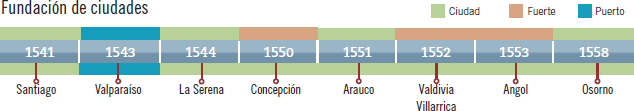 Fundación de ciudades
Ciudad Fuerte Puerto
1541 1543 1544 1550 1551 1552 1553 1558
Santiago Valparaíso La Serena Concepción Arauco Valdivia Angol Osorno
Villarrica